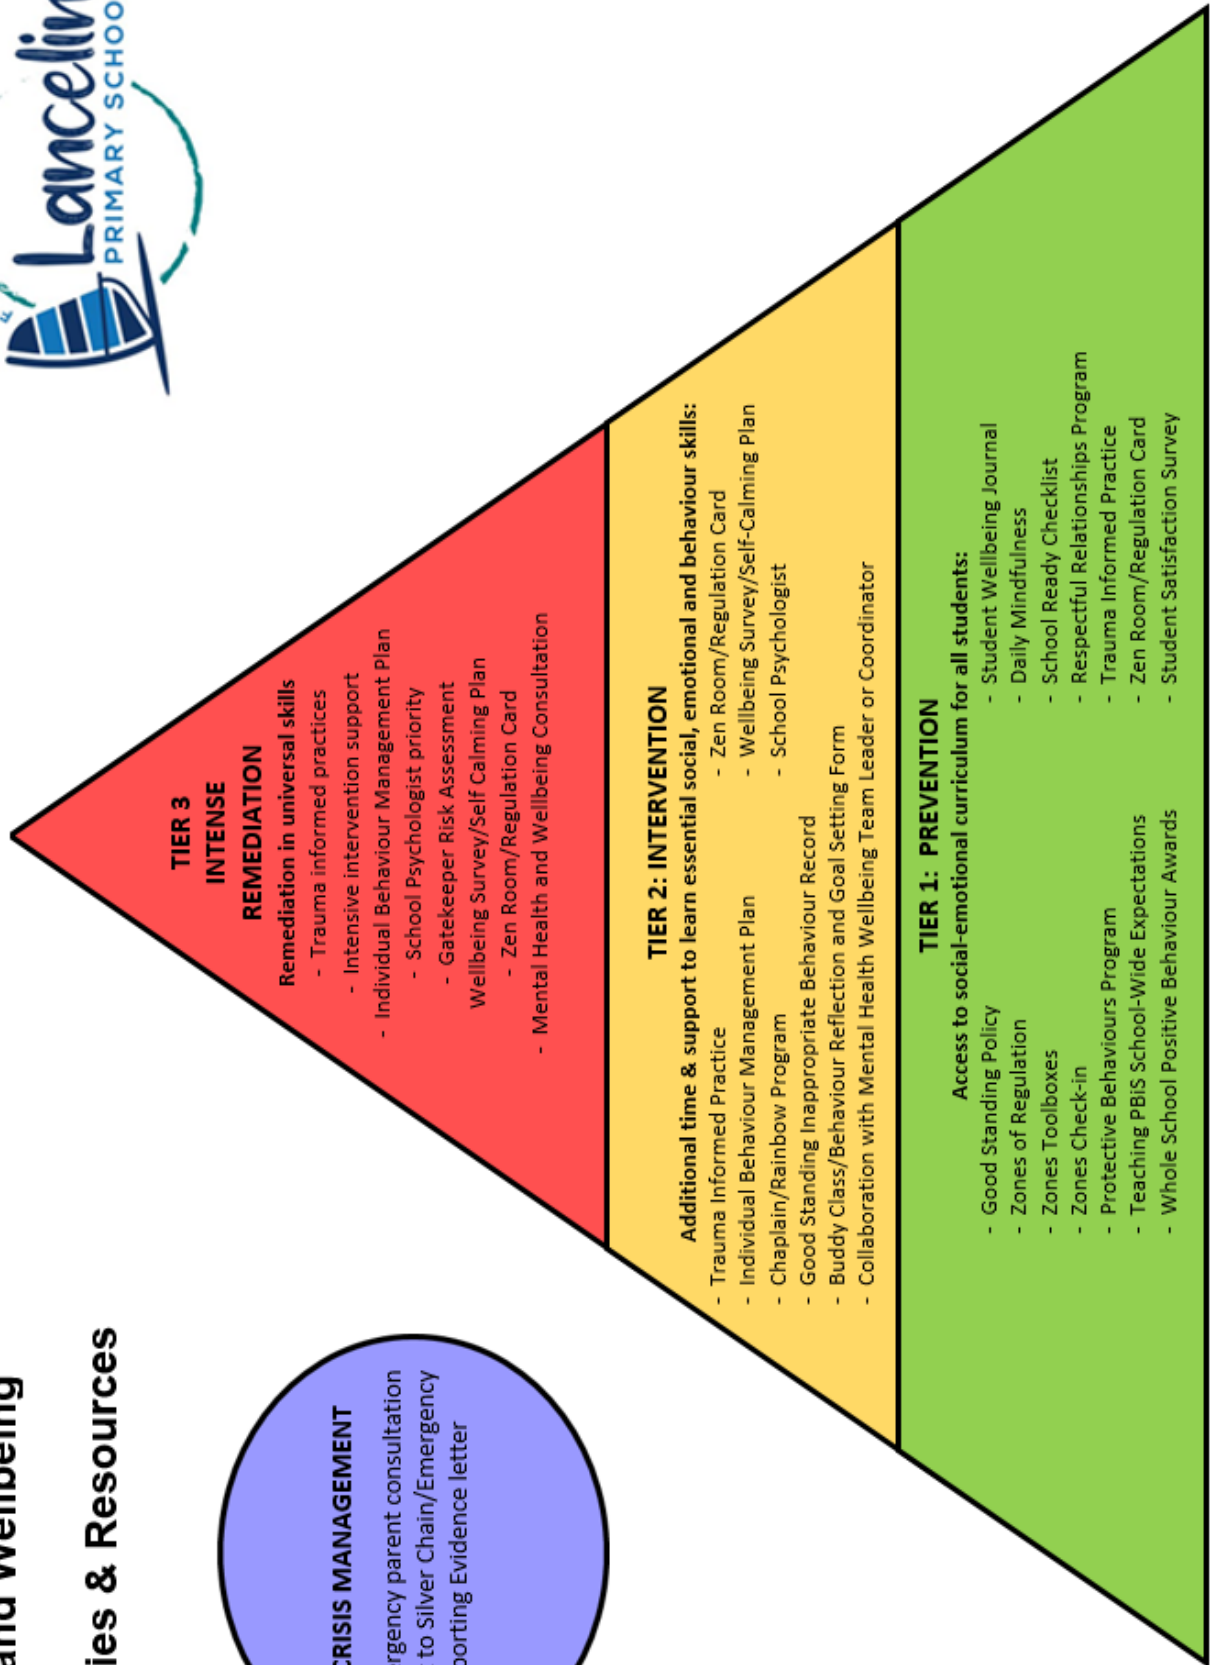 and Wellbeing
ies & Resources
Lancelin
PRIMARY SCHOO
CRISIS MANAGEMENT
rgency parent consultation
to Silver Chain/Emergency
porting Evidence letter
TIER 3
INTENSE
REMEDIATION
Remediation in universal skills
- Trauma informed practices
- Intensive intervention support
- Individual Behaviour Management Plan
- School Psychologist priority
- Gatekeeper Risk Assessment
Wellbeing Survey/Self Calming Plan
- Zen Room/Regulation Card
- Mental Health and Wellbeing Consultation
TIER 2: INTERVENTION
Additional time & support to learn essential social, emotional and behaviour skills:
- Trauma Informed Practice
- Individual Behaviour Management Plan
- Chaplain/Rainbow Program
- Good Standing Inappropriate Behaviour Record
- Buddy Class/Behaviour Reflection and Goal Setting Form
- Collaboration with Mental Health Wellbeing Team Leader or Coordinator
- Zen Room/Regulation Card
- Wellbeing Survey/Self-Calming Plan
- School Psychologist
TIER 1: PREVENTION
Access to social-emotional curriculum for all students:
- Good Standing Policy
- Zones of Regulation
- Zones Toolboxes
- Zones Check-in
- Protective Behaviours Program
- Teaching PBiS School-Wide Expectations
- Whole School Positive Behaviour Awards
- Student Wellbeing Journal
- Daily Mindfulness
- School Ready Checklist
- Respectful Relationships Program
- Trauma Informed Practice
- Zen Room/Regulation Card
- Student Satisfaction Survey